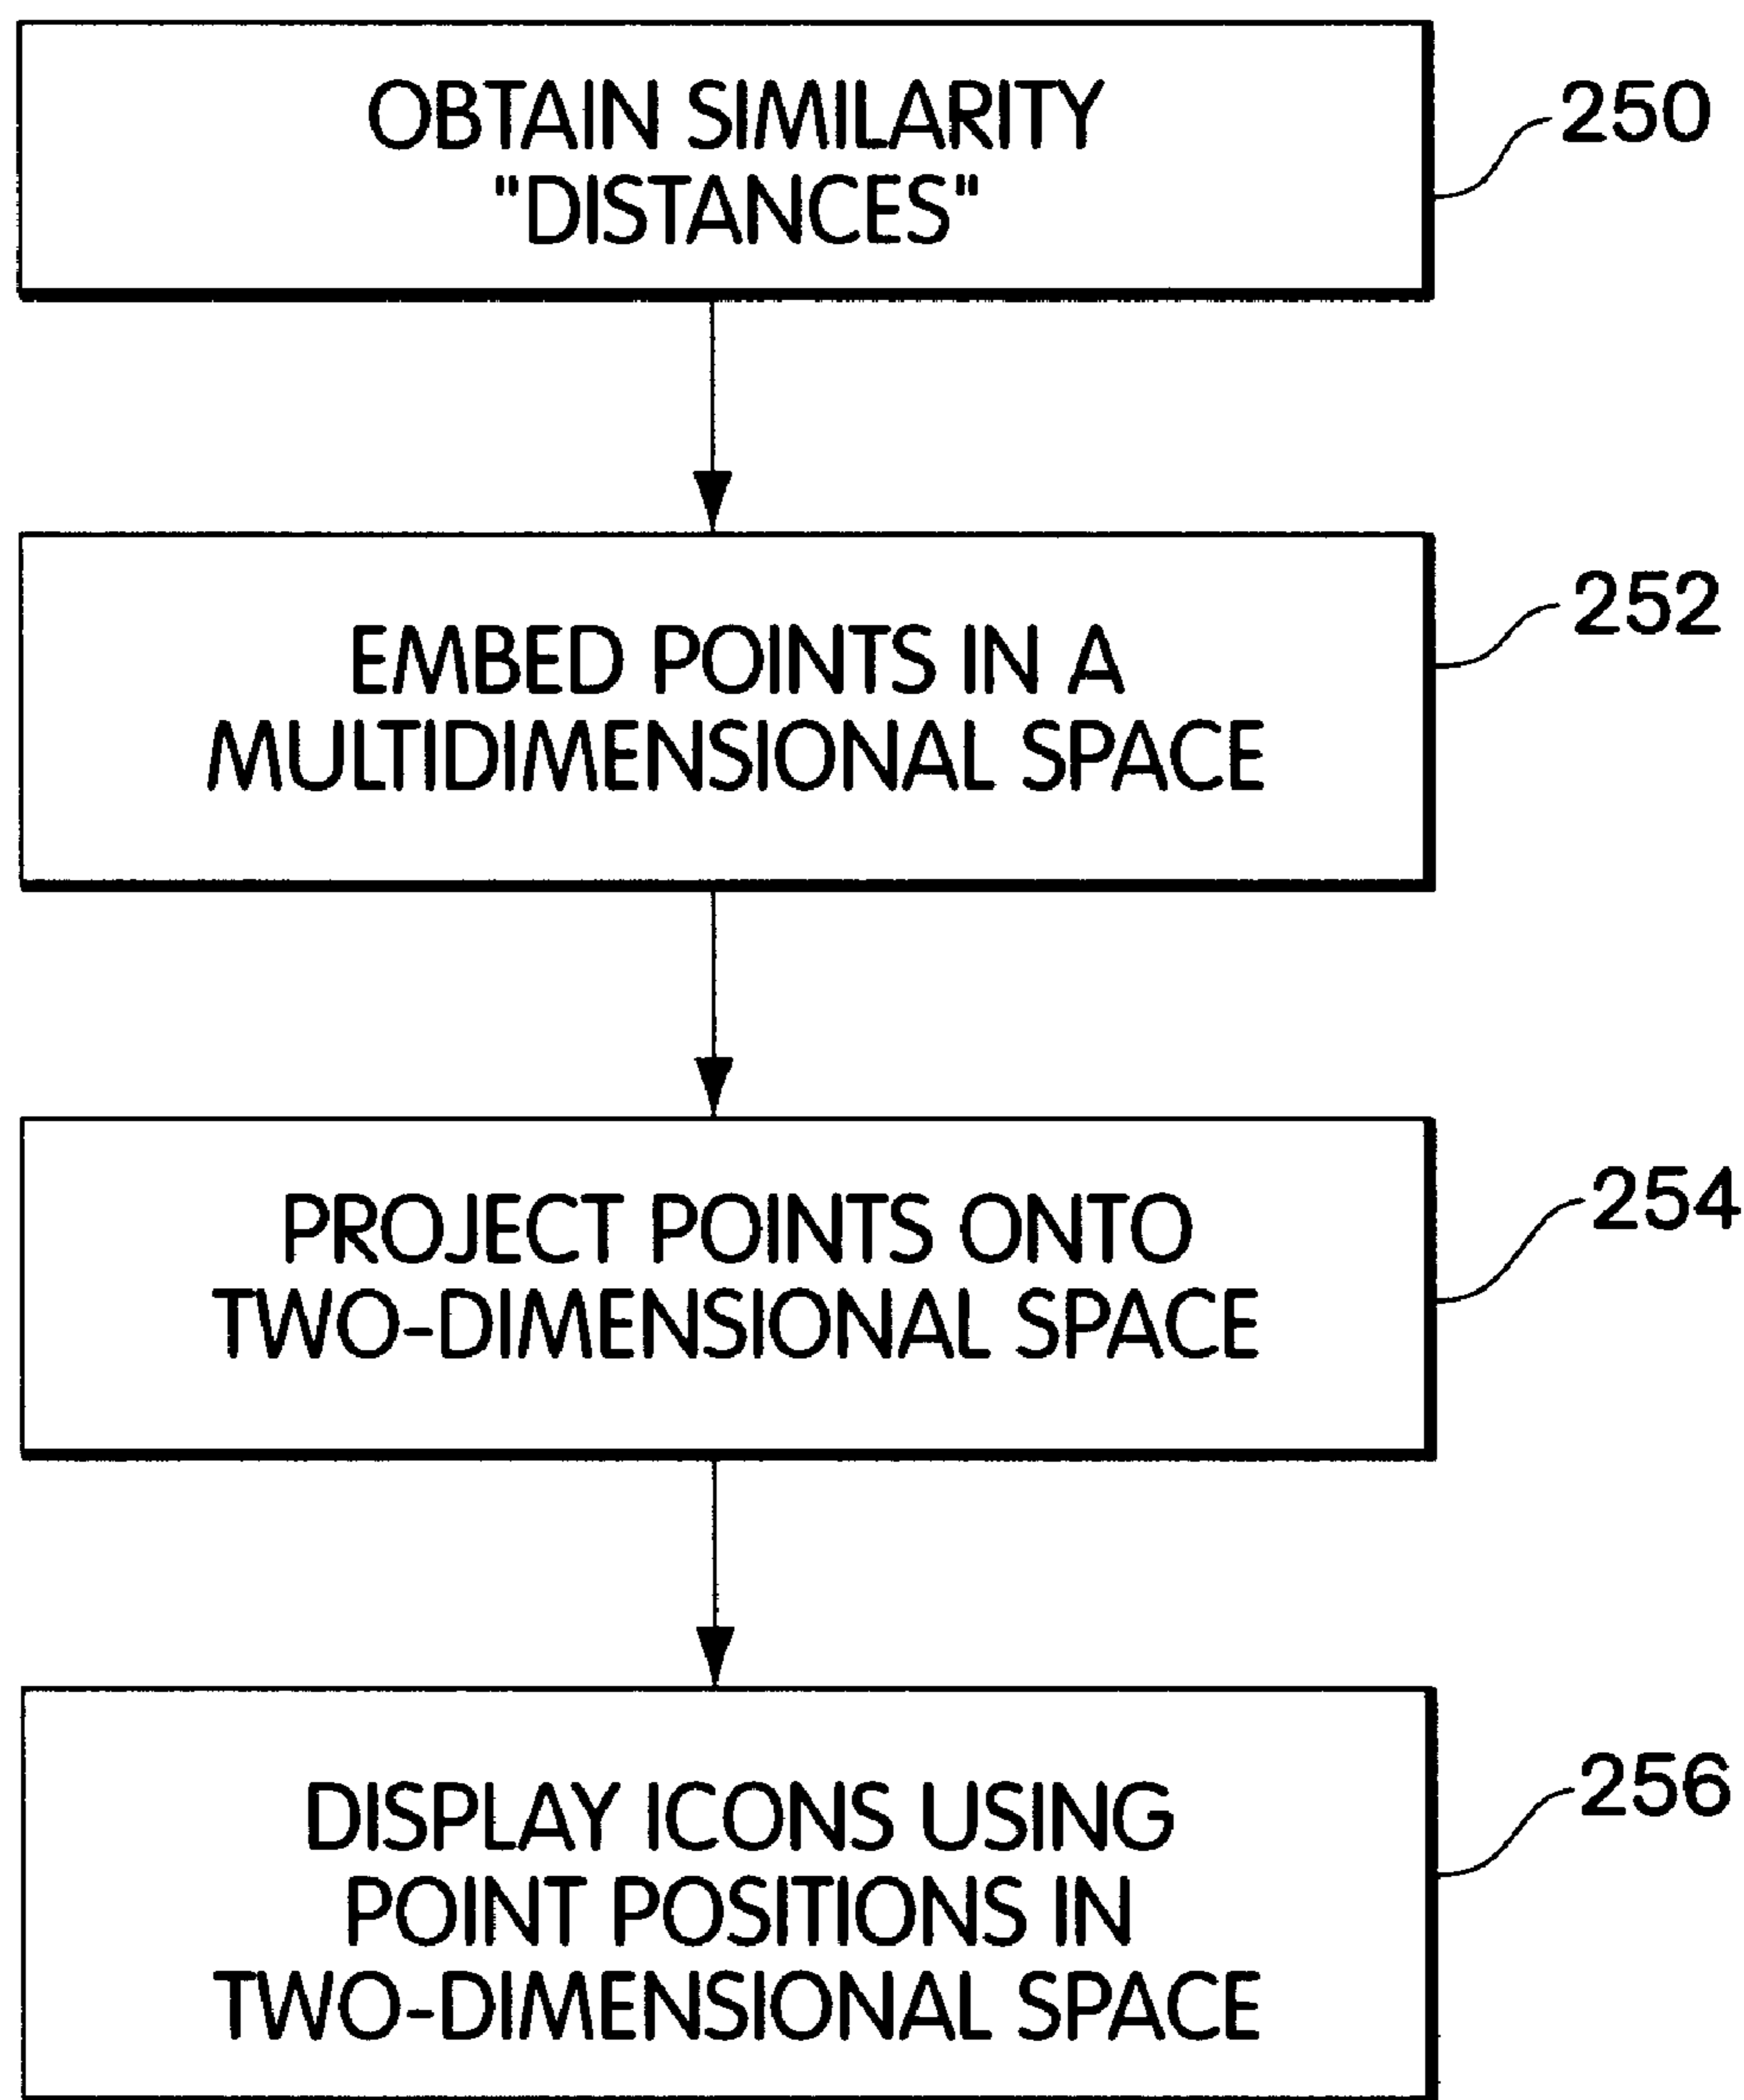 OBTAIN SIMILARITY
"DISTANCES"
250
EMBED POINTS IN A
MULTIDIMENSIONAL SPACE
252
PROJECT POINTS ONTO
TWO-DIMENSIONAL SPACE
254
DISPLAY ICONS USING
POINT POSITIONS IN
TWO-DIMENSIONAL SPACE
256